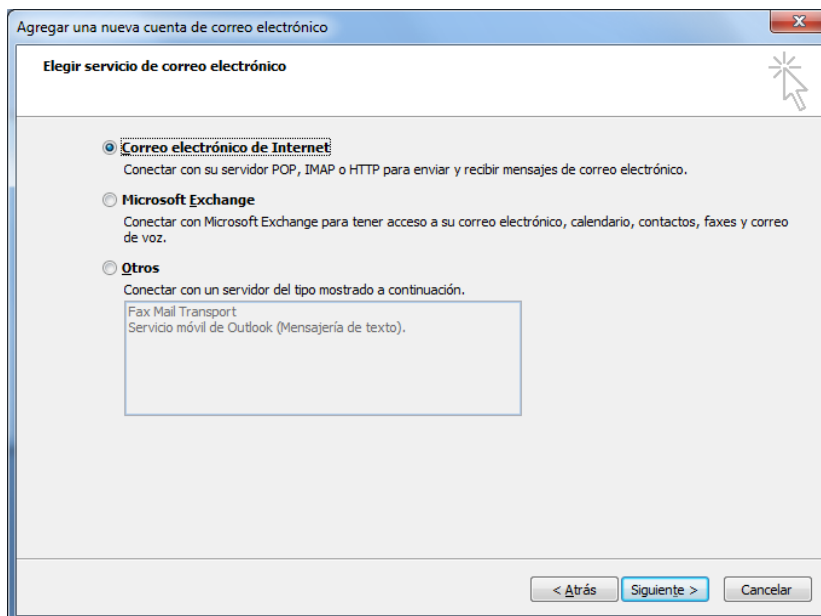 Agregar una nueva cuenta de correo electrónico
x
Elegir servicio de correo electrónico
Correo electrónico de Internet
Conectar con su servidor POP, IMAP o HTTP para enviar y recibir mensajes de correo electrónico.
Microsoft Exchange
Conectar con Microsoft Exchange para tener acceso a su correo electrónico, calendario, contactos, faxes y correo
de voz.
Otros
Conectar con un servidor del tipo mostrado a continuación.
Fax Mail Transport
Servicio móvil de Outlook (Mensajería de texto).
< Atrás Siguiente > Cancelar